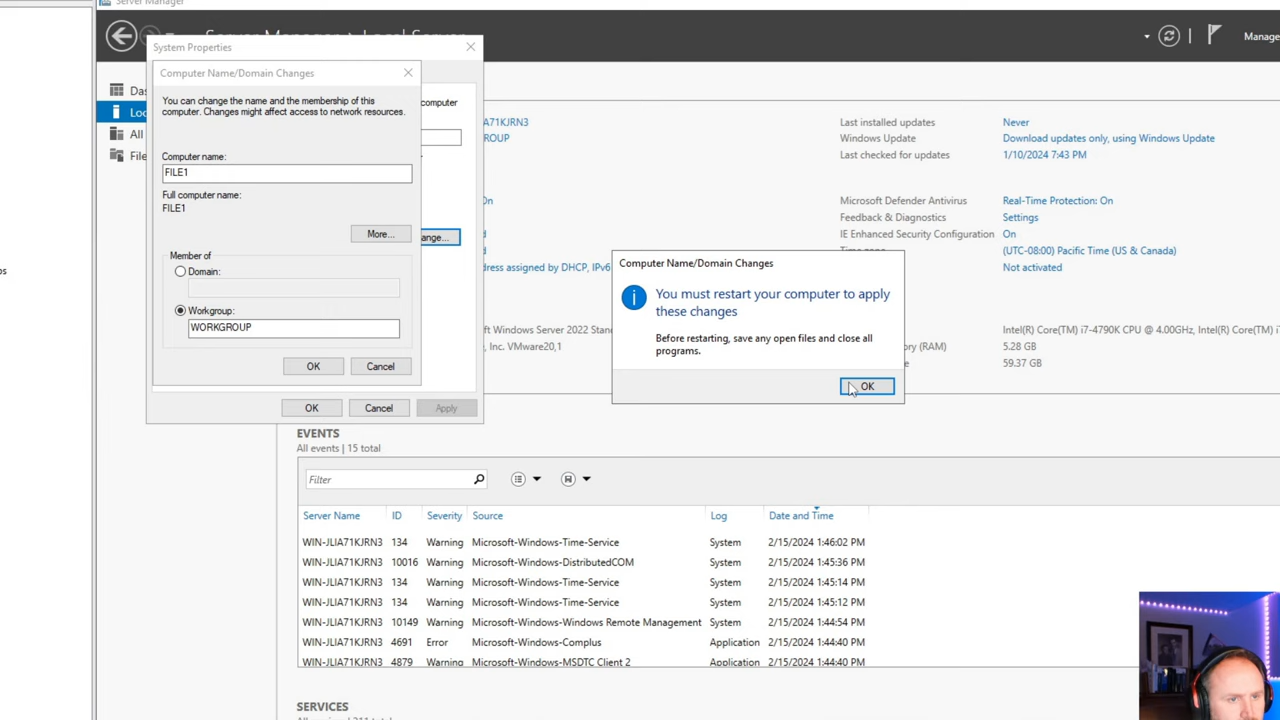 Server Manager
Manage
System Properties
Computer Name/Domain Changes
You can change the name and the membership of this
computer. Changes might affect access to network resources.
Computer name:
FILE1
Full computer name:
FILE1
More...
Member of
Domain:
Workgroup:
WORKGROUP
OK
Cancel
computer
ange...
OK
Cancel
Apply
Das
Loc
All
File
A71KJRN3
GROUP
On
ddress assigned by DHCP, IPv6
ft Windows Server 2022 Stan
, Inc. VMware20,1
Last installed updates
Never
Windows Update
Download updates only, using Windows Update
Last checked for updates
1/10/2024 7:43 PM
Microsoft Defender Antivirus
Real-Time Protection: On
Feedback & Diagnostics
Settings
IE Enhanced Security Configuration
On
(UTC-08:00) Pacific Time (US & Canada)
Not activated
Intel(R) Core(TM) i7-4790K CPU @ 4.00GHz, Intel(R) Co
(RAM)
5.28 GB
59.37 GB
Computer Name/Domain Changes
You must restart your computer to apply
these changes
Before restarting, save any open files and close all
programs.
OK
EVENTS
All events | 15 total
Filter
Server Name ID Severity Source Log Date and Time
WIN-JLIA71KJRN3 134 Warning Microsoft-Windows-Time-Service System 2/15/2024 1:46:02 PM
WIN-JLIA71KJRN3 10016 Warning Microsoft-Windows-DistributedCOM System 2/15/2024 1:45:36 PM
WIN-JLIA71KJRN3 134 Warning Microsoft-Windows-Time-Service System 2/15/2024 1:45:14 PM
WIN-JLIA71KJRN3 134 Warning Microsoft-Windows-Time-Service System 2/15/2024 1:45:12 PM
WIN-JLIA71KJRN3 10149 Warning Microsoft-Windows-Windows Remote Management System 2/15/2024 1:44:54 PM
WIN-JLIA71KJRN3 4691 Error Microsoft-Windows-Complus Application 2/15/2024 1:44:40 PM
WIN-JLIA71KJRN3 4879 Warning Microsoft-Windows-MSDTC Client 2 Application 2/15/2024 1:44:40 PM
SERVICES